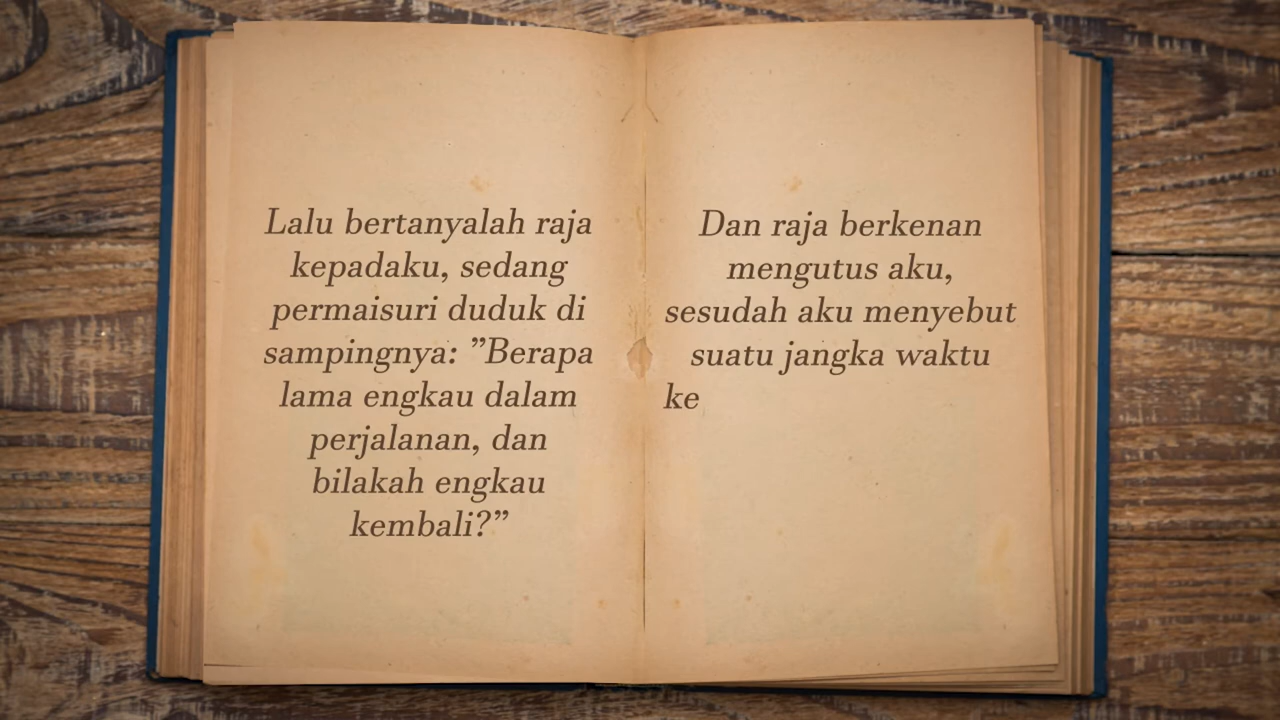 Lalu bertanyalah raja
kepadaku, sedang
permaisuri duduk di
sampingnya: ”Berapa
lama engkau dalam
perjalanan, dan
bilakah engkau
kembali?”
Dan raja berkenan
mengutus aku,
sesudah aku menyebut
suatu jangka waktu
ke